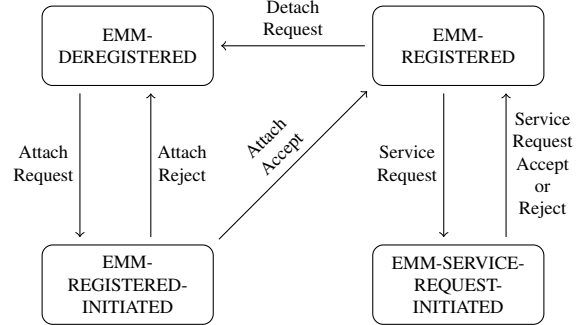 EMM-
DEREGISTERED
Detach
Request
EMM-
REGISTERED
Attach
Request
Attach
Reject
Attach
Accept
Service
Request
Service
Request
Accept
or
Reject
EMM-
REGISTERED-
INITIATED
EMM-SERVICE-
REQUEST-
INITIATED